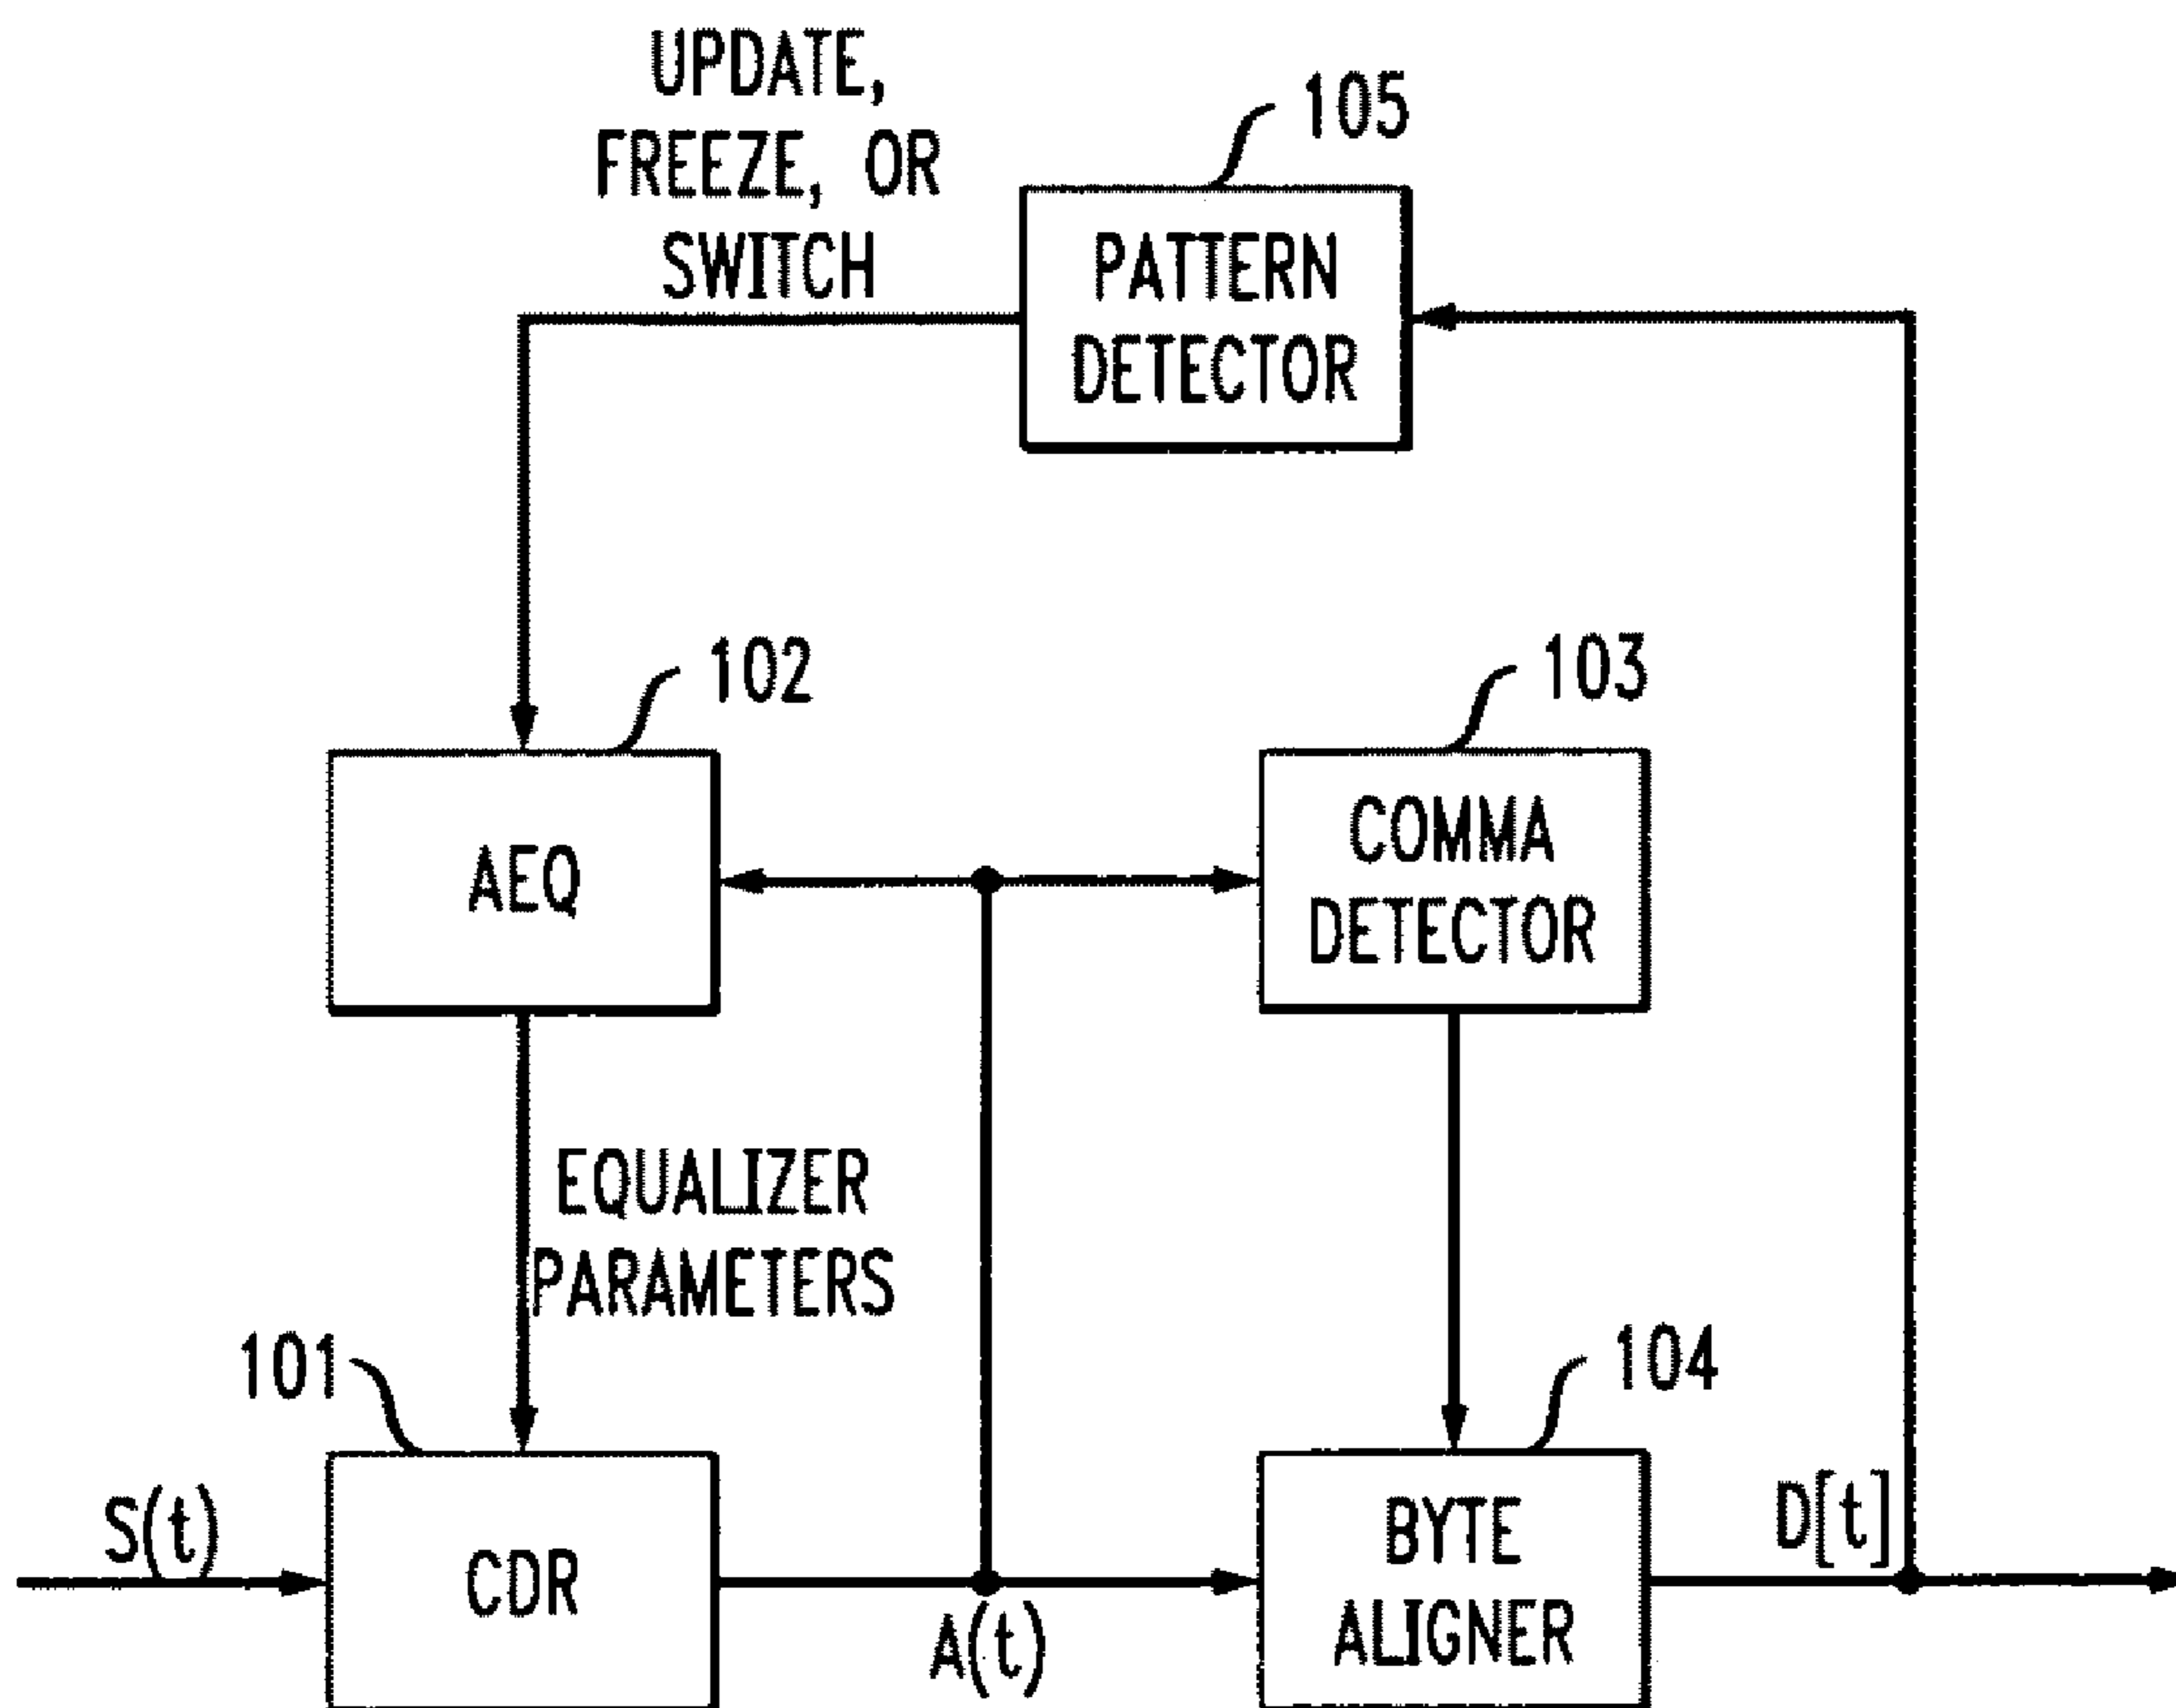 UPDATE,
FREEZE, OR
SWITCH
105
PATTERN
DETECTOR
102
103
AEQ
COMMA
DETECTOR
EQUALIZER
PARAMETERS
101
104
S(t)
CDR
A(t)
BYTE
ALIGNER
D[t]